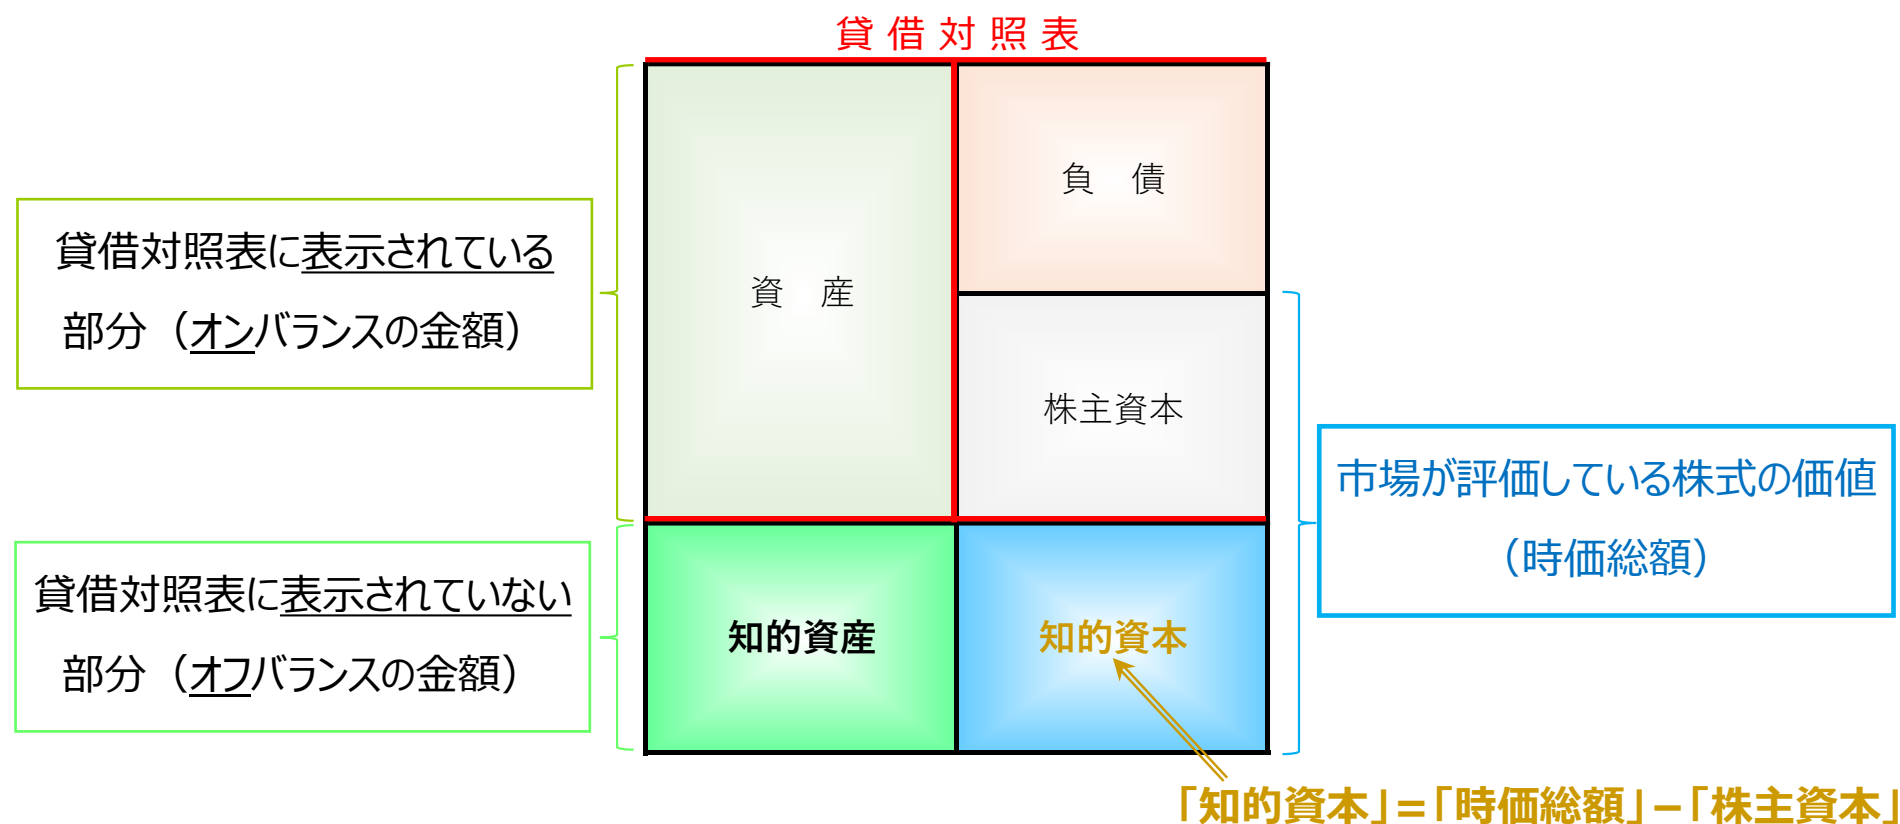 貸借対照表
負　債
資　産
株主資本
貸借対照表に表示されている
部分（オンバランスの金額）
市場が評価している株式の価値
（時価総額）
貸借対照表に表示されていない
部分（オフバランスの金額）
知的資産
知的資本
「知的資本」=「時価総額」−「株主資本」